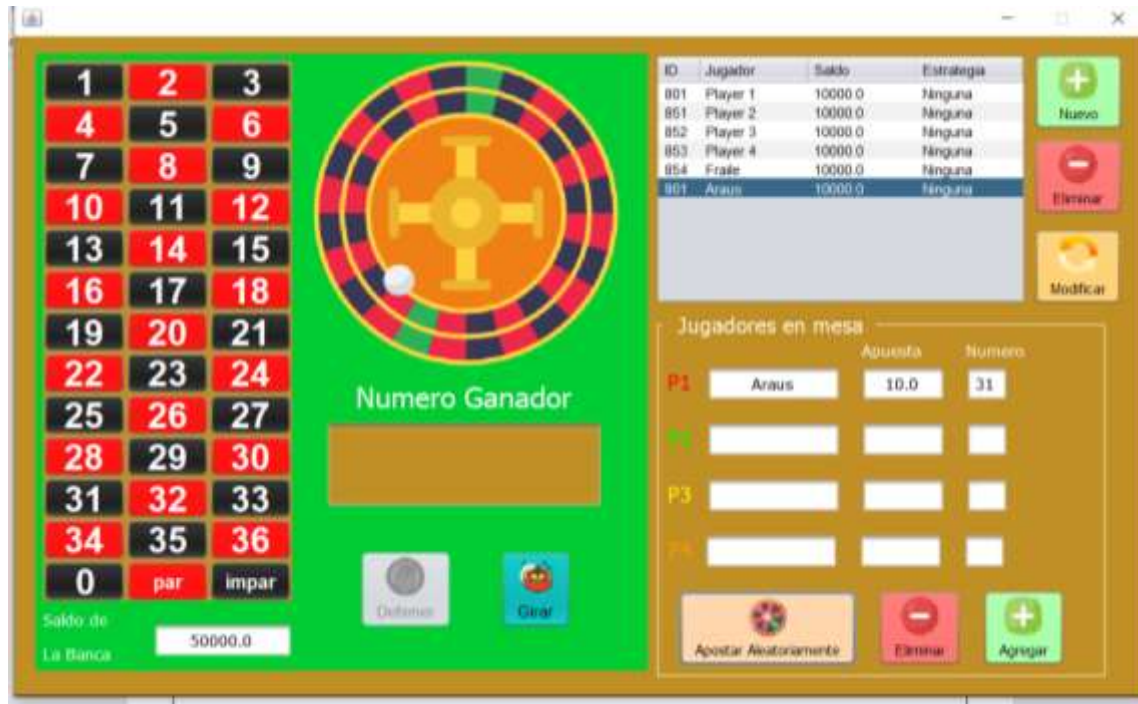 1 2 3
4 5 6
7 8 9
10 11 12
13 14 15
16 17 18
19 20 21
22 23 24
25 26 27
28 29 30
31 32 33
34 35 36
0 par impar
Saldo de
La Banca
50000.0
Numero Ganador
Detener
Girar
ID Jugador Saldo Estrategia
801 Player 1 10000.0 Ninguna
851 Player 2 10000.0 Ninguna
852 Player 3 10000.0 Ninguna
853 Player 4 10000.0 Ninguna
854 Fraile 10000.0 Ninguna
901 Araus 10000.0 Ninguna
Nuevo
Eliminar
Modificar
Jugadores en mesa
Apuesta Numero
P1 Araus 10.0 31
P2
P3
P4
Apostar Aleatoriamente
Eliminar
Agregar